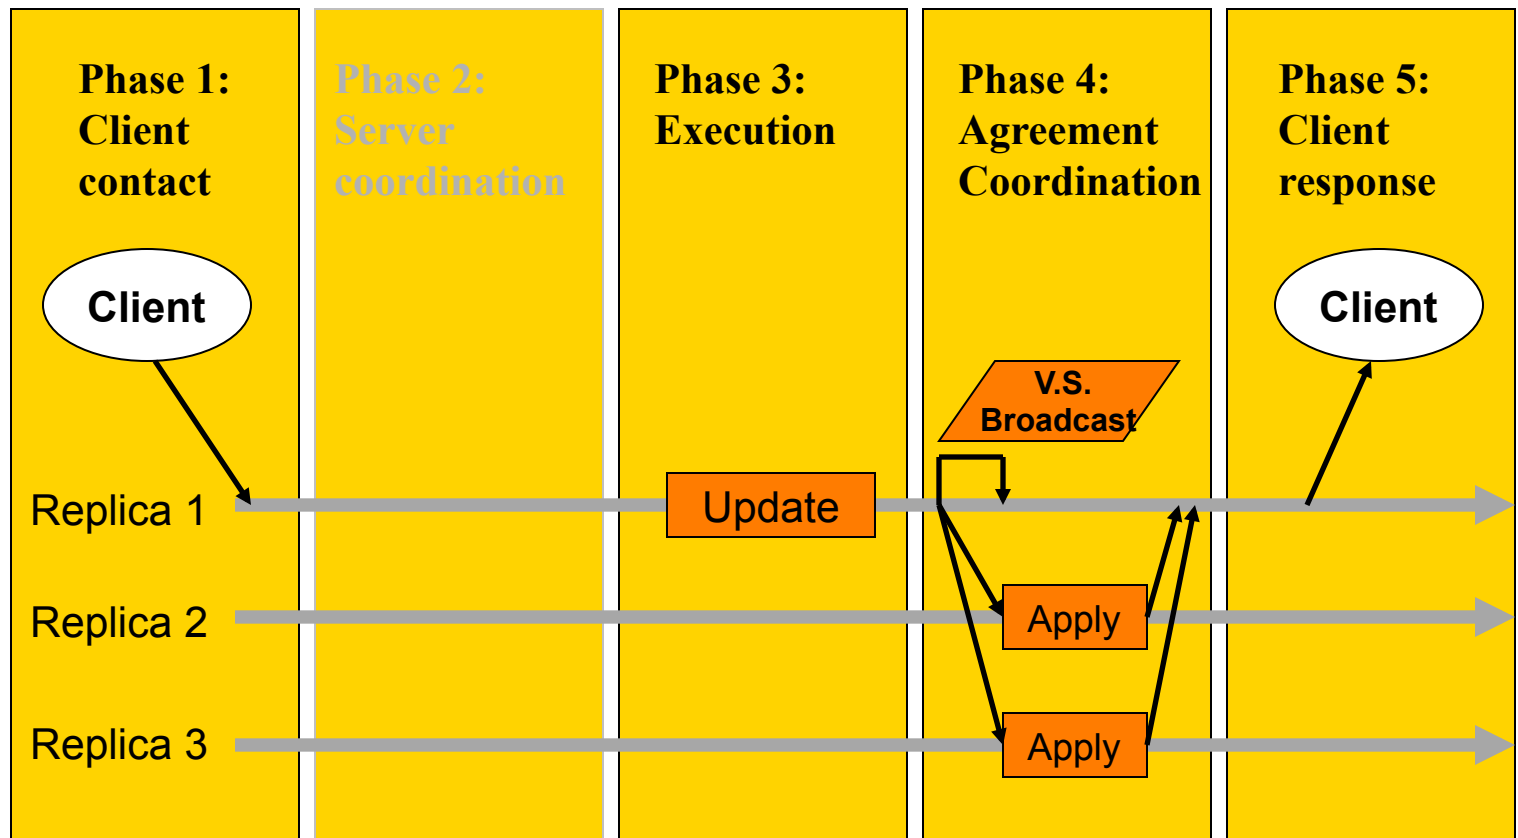 Phase 1:
Client
contact
Phase 2:
Server
coordination
Phase 3:
Execution
Phase 4:
Agreement
Coordination
Phase 5:
Client
response
Client
Client
V.S.
Broadcast
Replica 1
Update
Replica 2
Apply
Replica 3
Apply